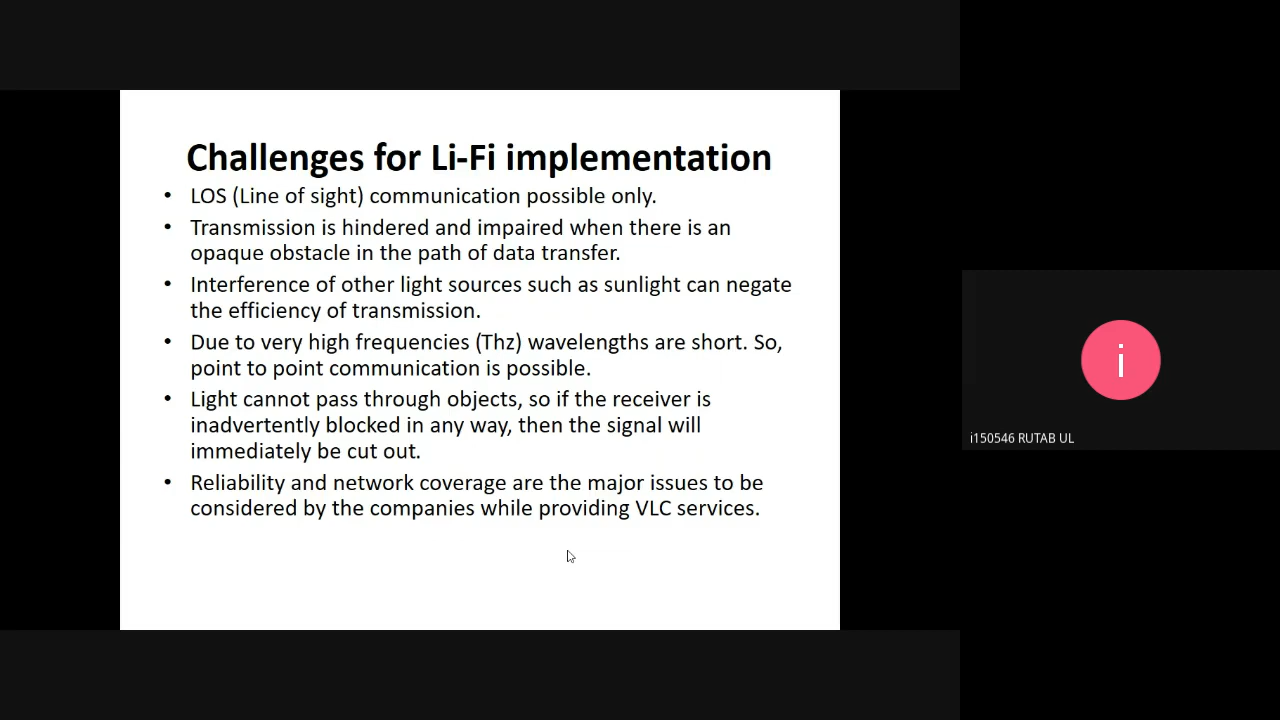 Challenges for Li-Fi implementation
• LOS (Line of sight) communication possible only.
• Transmission is hindered and impaired when there is an
opaque obstacle in the path of data transfer.
• Interference of other light sources such as sunlight can negate
the efficiency of transmission.
• Due to very high frequencies (Thz) wavelengths are short. So,
point to point communication is possible.
• Light cannot pass through objects, so if the receiver is
inadvertently blocked in any way, then the signal will
immediately be cut out.
• Reliability and network coverage are the major issues to be
considered by the companies while providing VLC services.
i
i150546 RUTAB UL